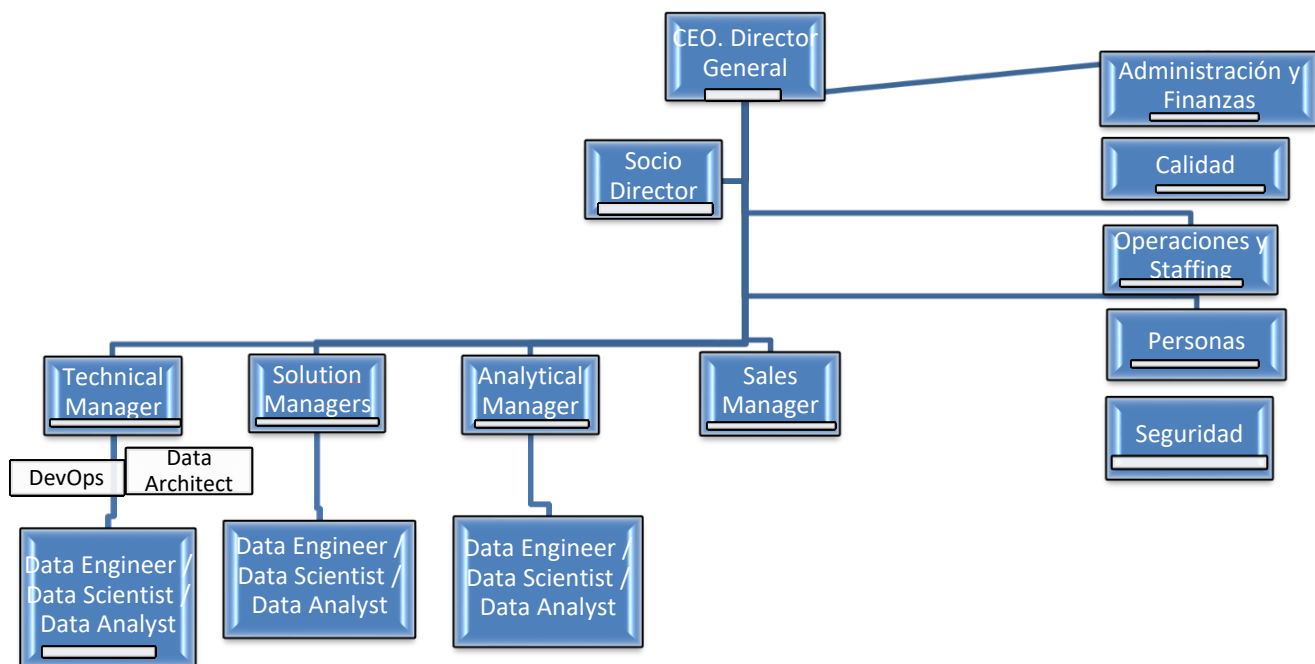 CEO. Director
General
Administración y
Finanzas
Socio
Director
Calidad
Operaciones y
Staffing
Personas
Technical
Manager
Solution
Managers
Analytical
Manager
Sales
Manager
Seguridad
DevOps
Data
Architect
Data Engineer /
Data Scientist /
Data Analyst
Data Engineer /
Data Scientist /
Data Analyst
Data Engineer /
Data Scientist /
Data Analyst